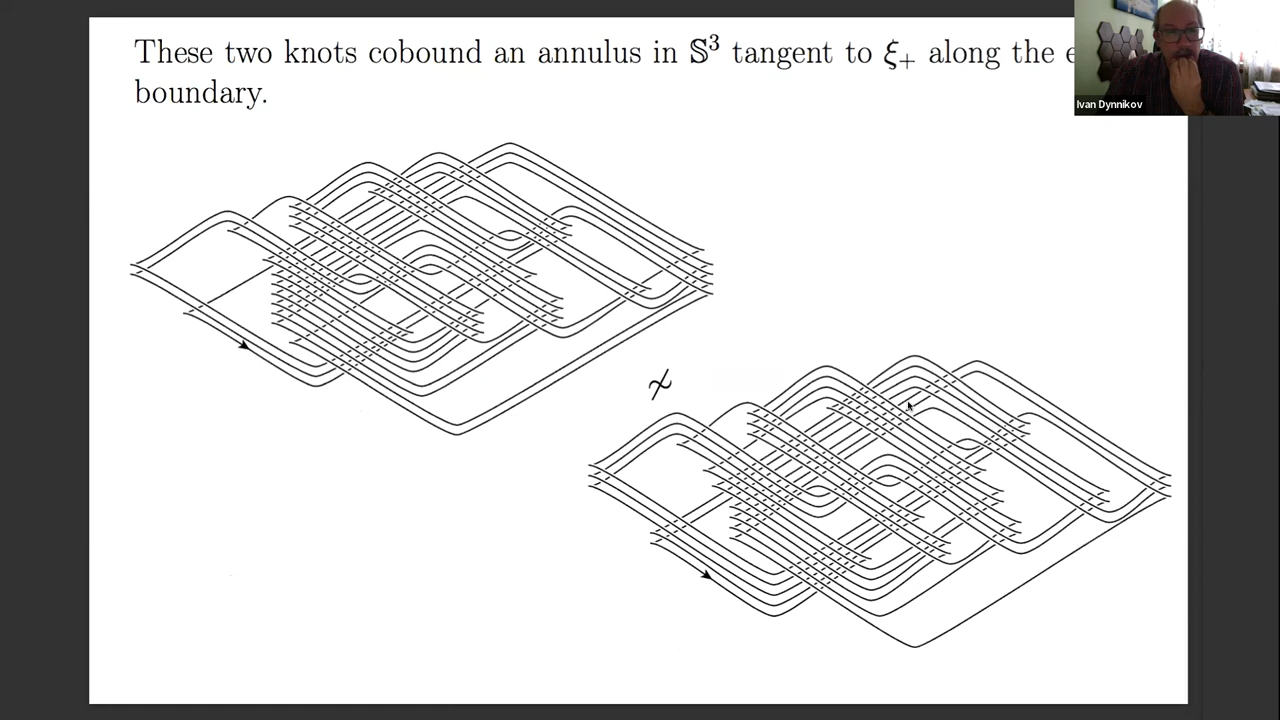 These two knots cobound an annulus in 𝕊³ tangent to ξ₊ along the
boundary.
Ivan Dynnikov
≁